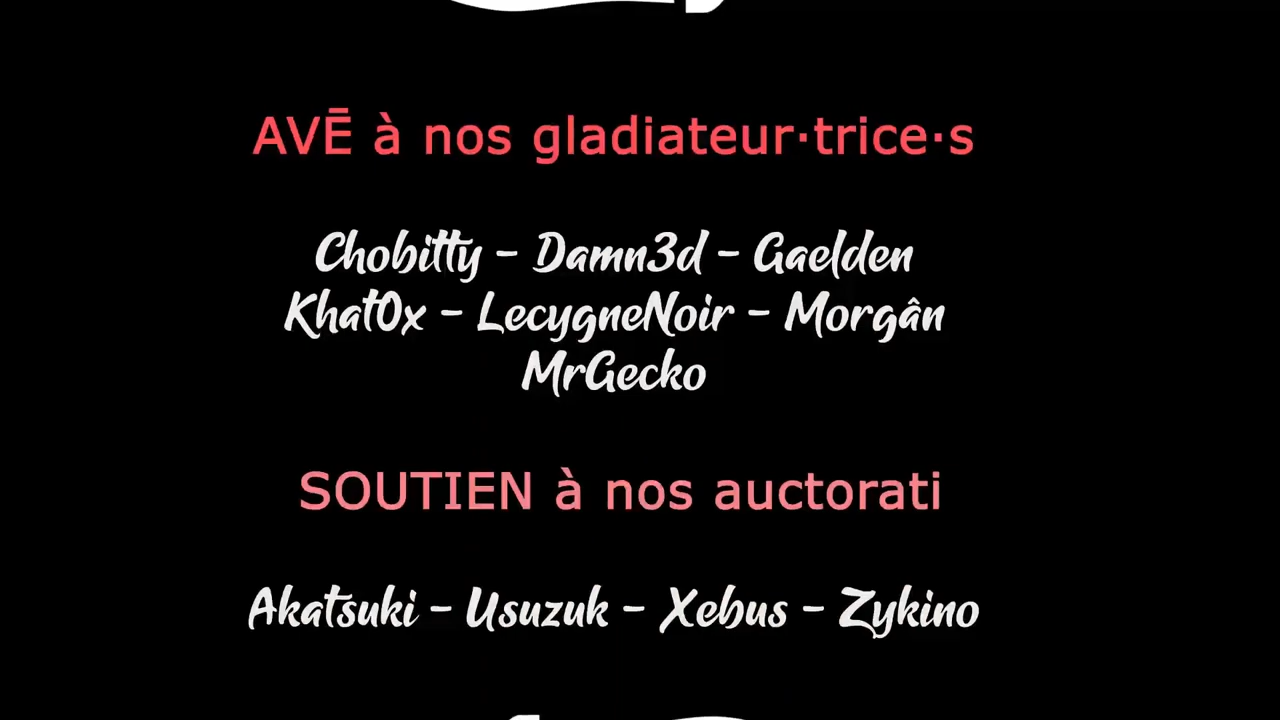 AVĒ à nos gladiateur·trice·s
Chobitty - Damn3d - Gaelden
Khat0x - LecygneNoir - Morgân
MrGecko
SOUTIEN à nos auctorati
Akatsuki - Usuzuk - Xebus - Zykino